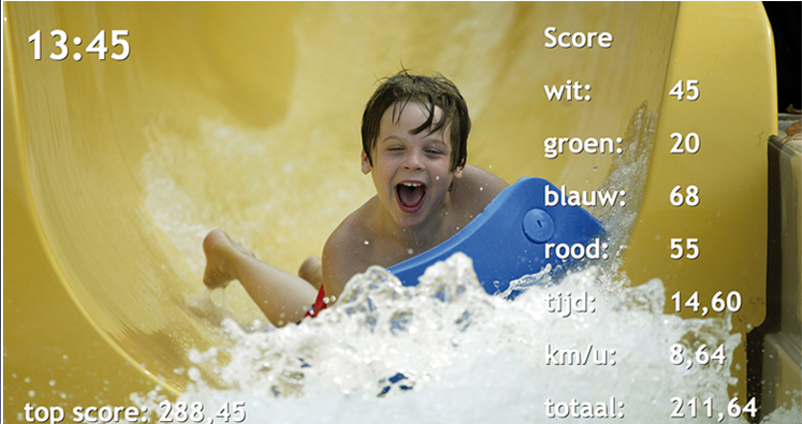 13:45
Score
wit: 45
groen: 20
blauw: 68
rood: 55
tijd: 14,60
km/u: 8,64
totaal: 211,64
top score: 288,45